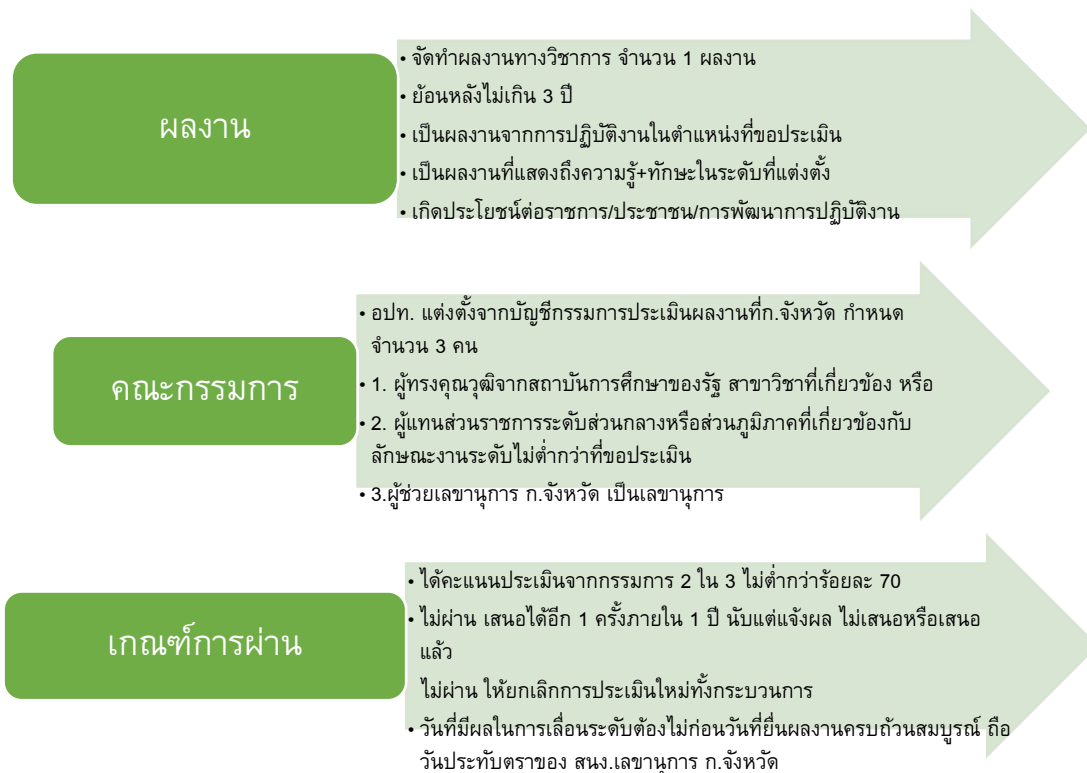 ผลงาน
• จัดทำผลงานทางวิชาการ จำนวน 1 ผลงาน
• ย้อนหลังไม่เกิน 3 ปี
• เป็นผลงานจากการปฏิบัติงานในตำแหน่งที่ขอประเมิน
• เป็นผลงานที่แสดงถึงความรู้+ทักษะในระดับที่แต่งตั้ง
• เกิดประโยชน์ต่อราชการ/ประชาชน/การพัฒนาการปฏิบัติงาน
คณะกรรมการ
• อปท. แต่งตั้งจากบัญชีกรรมการประเมินผลงานที่ก.จังหวัด กำหนด
จำนวน 3 คน
• 1. ผู้ทรงคุณวุฒิจากสถาบันการศึกษาของรัฐ สาขาวิชาที่เกี่ยวข้อง หรือ
• 2. ผู้แทนส่วนราชการระดับส่วนกลางหรือส่วนภูมิภาคที่เกี่ยวข้องกับ
ลักษณะงานระดับไม่ต่ำกว่าที่ขอประเมิน
• 3.ผู้ช่วยเลขานุการ ก.จังหวัด เป็นเลขานุการ
เกณฑ์การผ่าน
• ได้คะแนนประเมินจากกรรมการ 2 ใน 3 ไม่ต่ำกว่าร้อยละ 70
• ไม่ผ่าน เสนอได้อีก 1 ครั้งภายใน 1 ปี นับแต่แจ้งผล ไม่เสนอหรือเสนอ
แล้ว
ไม่ผ่าน ให้ยกเลิกการประเมินใหม่ทั้งกระบวนการ
• วันที่มีผลในการเลื่อนระดับต้องไม่ก่อนวันที่ยื่นผลงานครบถ้วนสมบูรณ์ ถือ
วันประทับตราของ สนง.เลขานุการ ก.จังหวัด